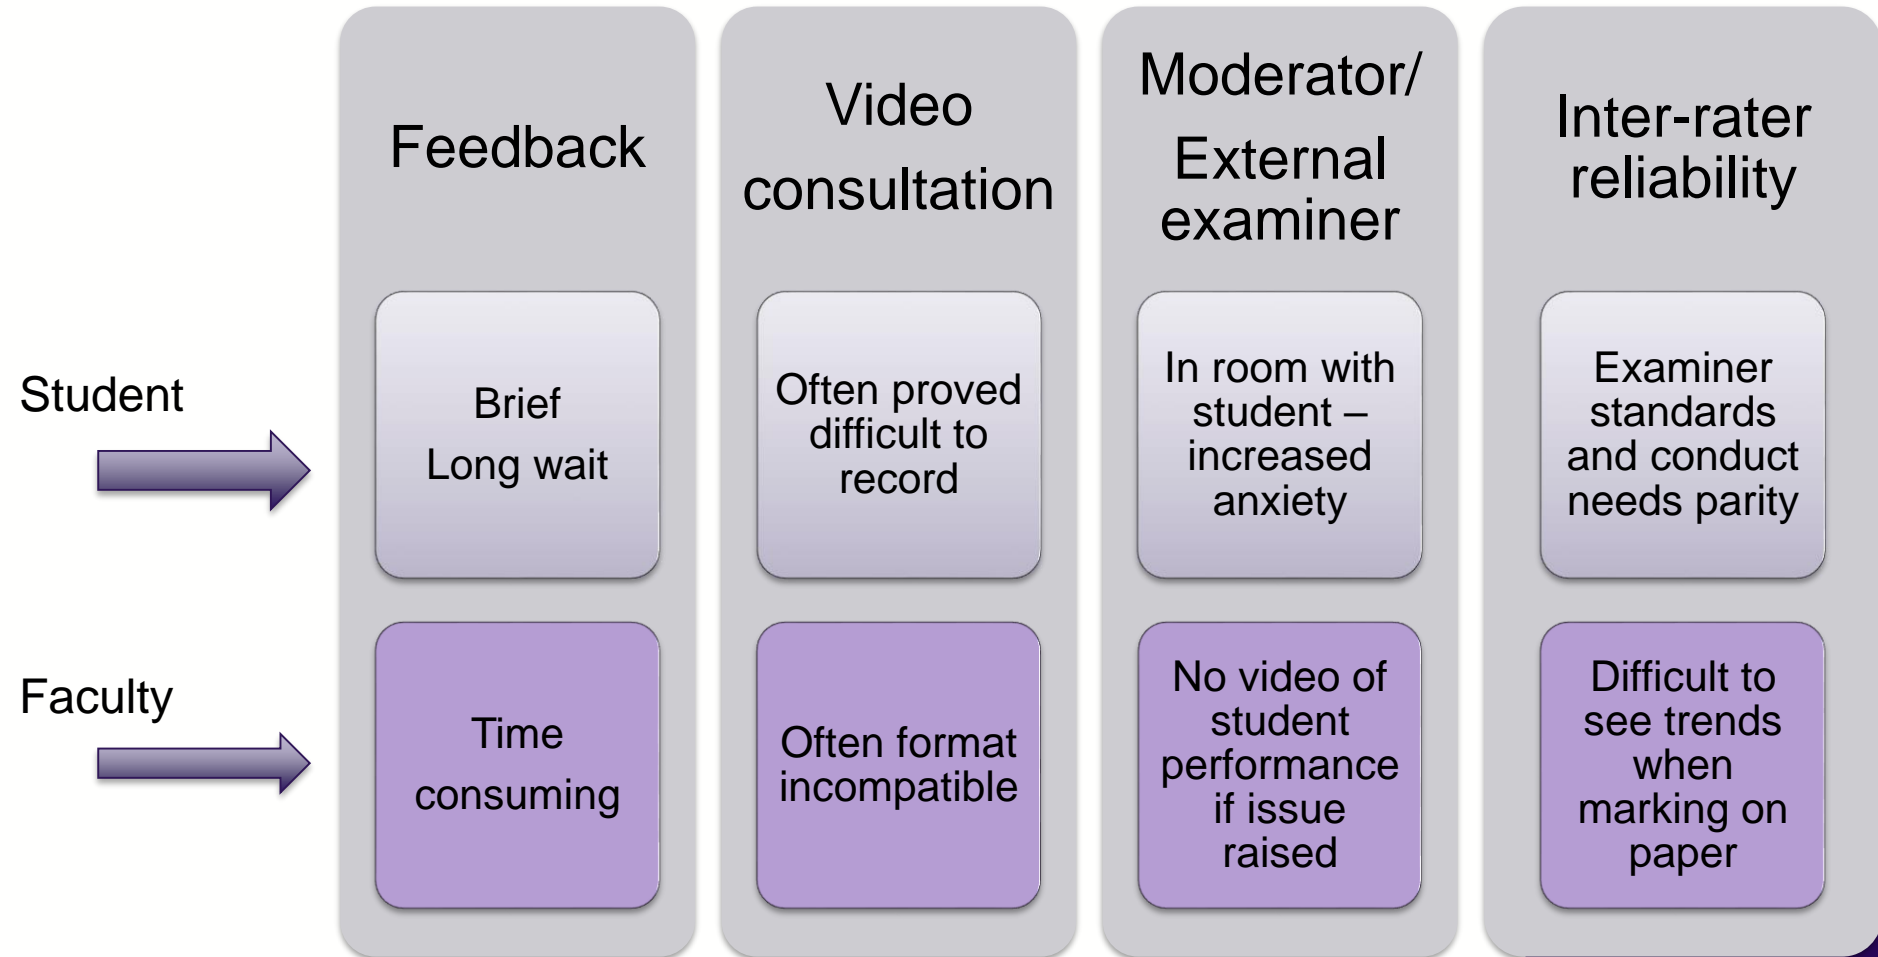 Feedback
Video
consultation
Moderator/
External
examiner
Inter-rater
reliability
Student
Brief
Long wait
Often proved
difficult to
record
In room with
student –
increased
anxiety
Examiner
standards
and conduct
needs parity
Faculty
Time
consuming
Often format
incompatible
No video of
student
performance
if issue
raised
Difficult to
see trends
when
marking on
paper